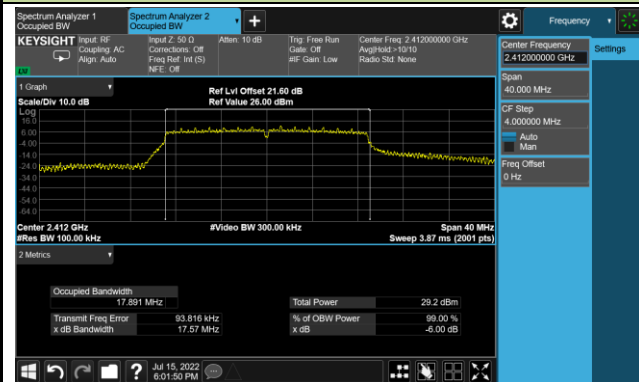 Spectrum Analyzer 1
Occupied BW
Spectrum Analyzer 2
Occupied BW
Frequency
KEYSIGHT
Input: RF
Coupling: AC
Align: Auto
Input Z: 50 Ω
Corrections: Off
Freq Ref: Int (S)
NFE: Off
Atten: 10 dB
Trig: Free Run
Gate: Off
#IF Gain: Low
Center Freq: 2.412000000 GHz
Avg|Hold:>10/10
Radio Std: None
Center Frequency
2.412000000 GHz
Settings
Span
40.000 MHz
CF Step
4.000000 MHz
Auto
Man
Freq Offset
0 Hz
1 Graph
Scale/Div 10.0 dB
Ref Lvl Offset 21.60 dB
Ref Value 26.00 dBm
Log
16.0
6.00
-4.00
-14.0
-24.0
-34.0
-44.0
-54.0
-64.0
Center 2.412 GHz
#Res BW 100.00 kHz
#Video BW 300.00 kHz
Span 40 MHz
Sweep 3.87 ms (2001 pts)
2 Metrics
Occupied Bandwidth
17.891 MHz
Total Power 29.2 dBm
Transmit Freq Error 93.816 kHz
% of OBW Power 99.00 %
x dB Bandwidth 17.57 MHz
x dB -6.00 dB
Jul 15, 2022
6:01:50 PM